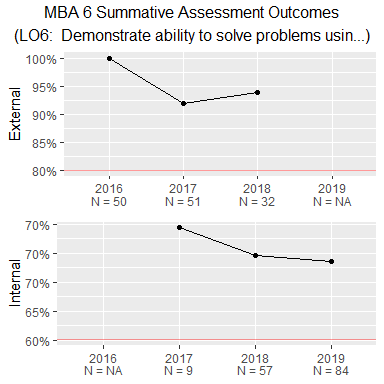 MBA 6 Summative Assessment Outcomes
(LO6:  Demonstrate ability to solve problems usin...)
External
100%
95%
90%
85%
80%
2016 2017 2018 2019
N = 50 N = 51 N = 32 N = NA
Internal
70%
70%
65%
60%
2016 2017 2018 2019
N = NA N = 9 N = 57 N = 84